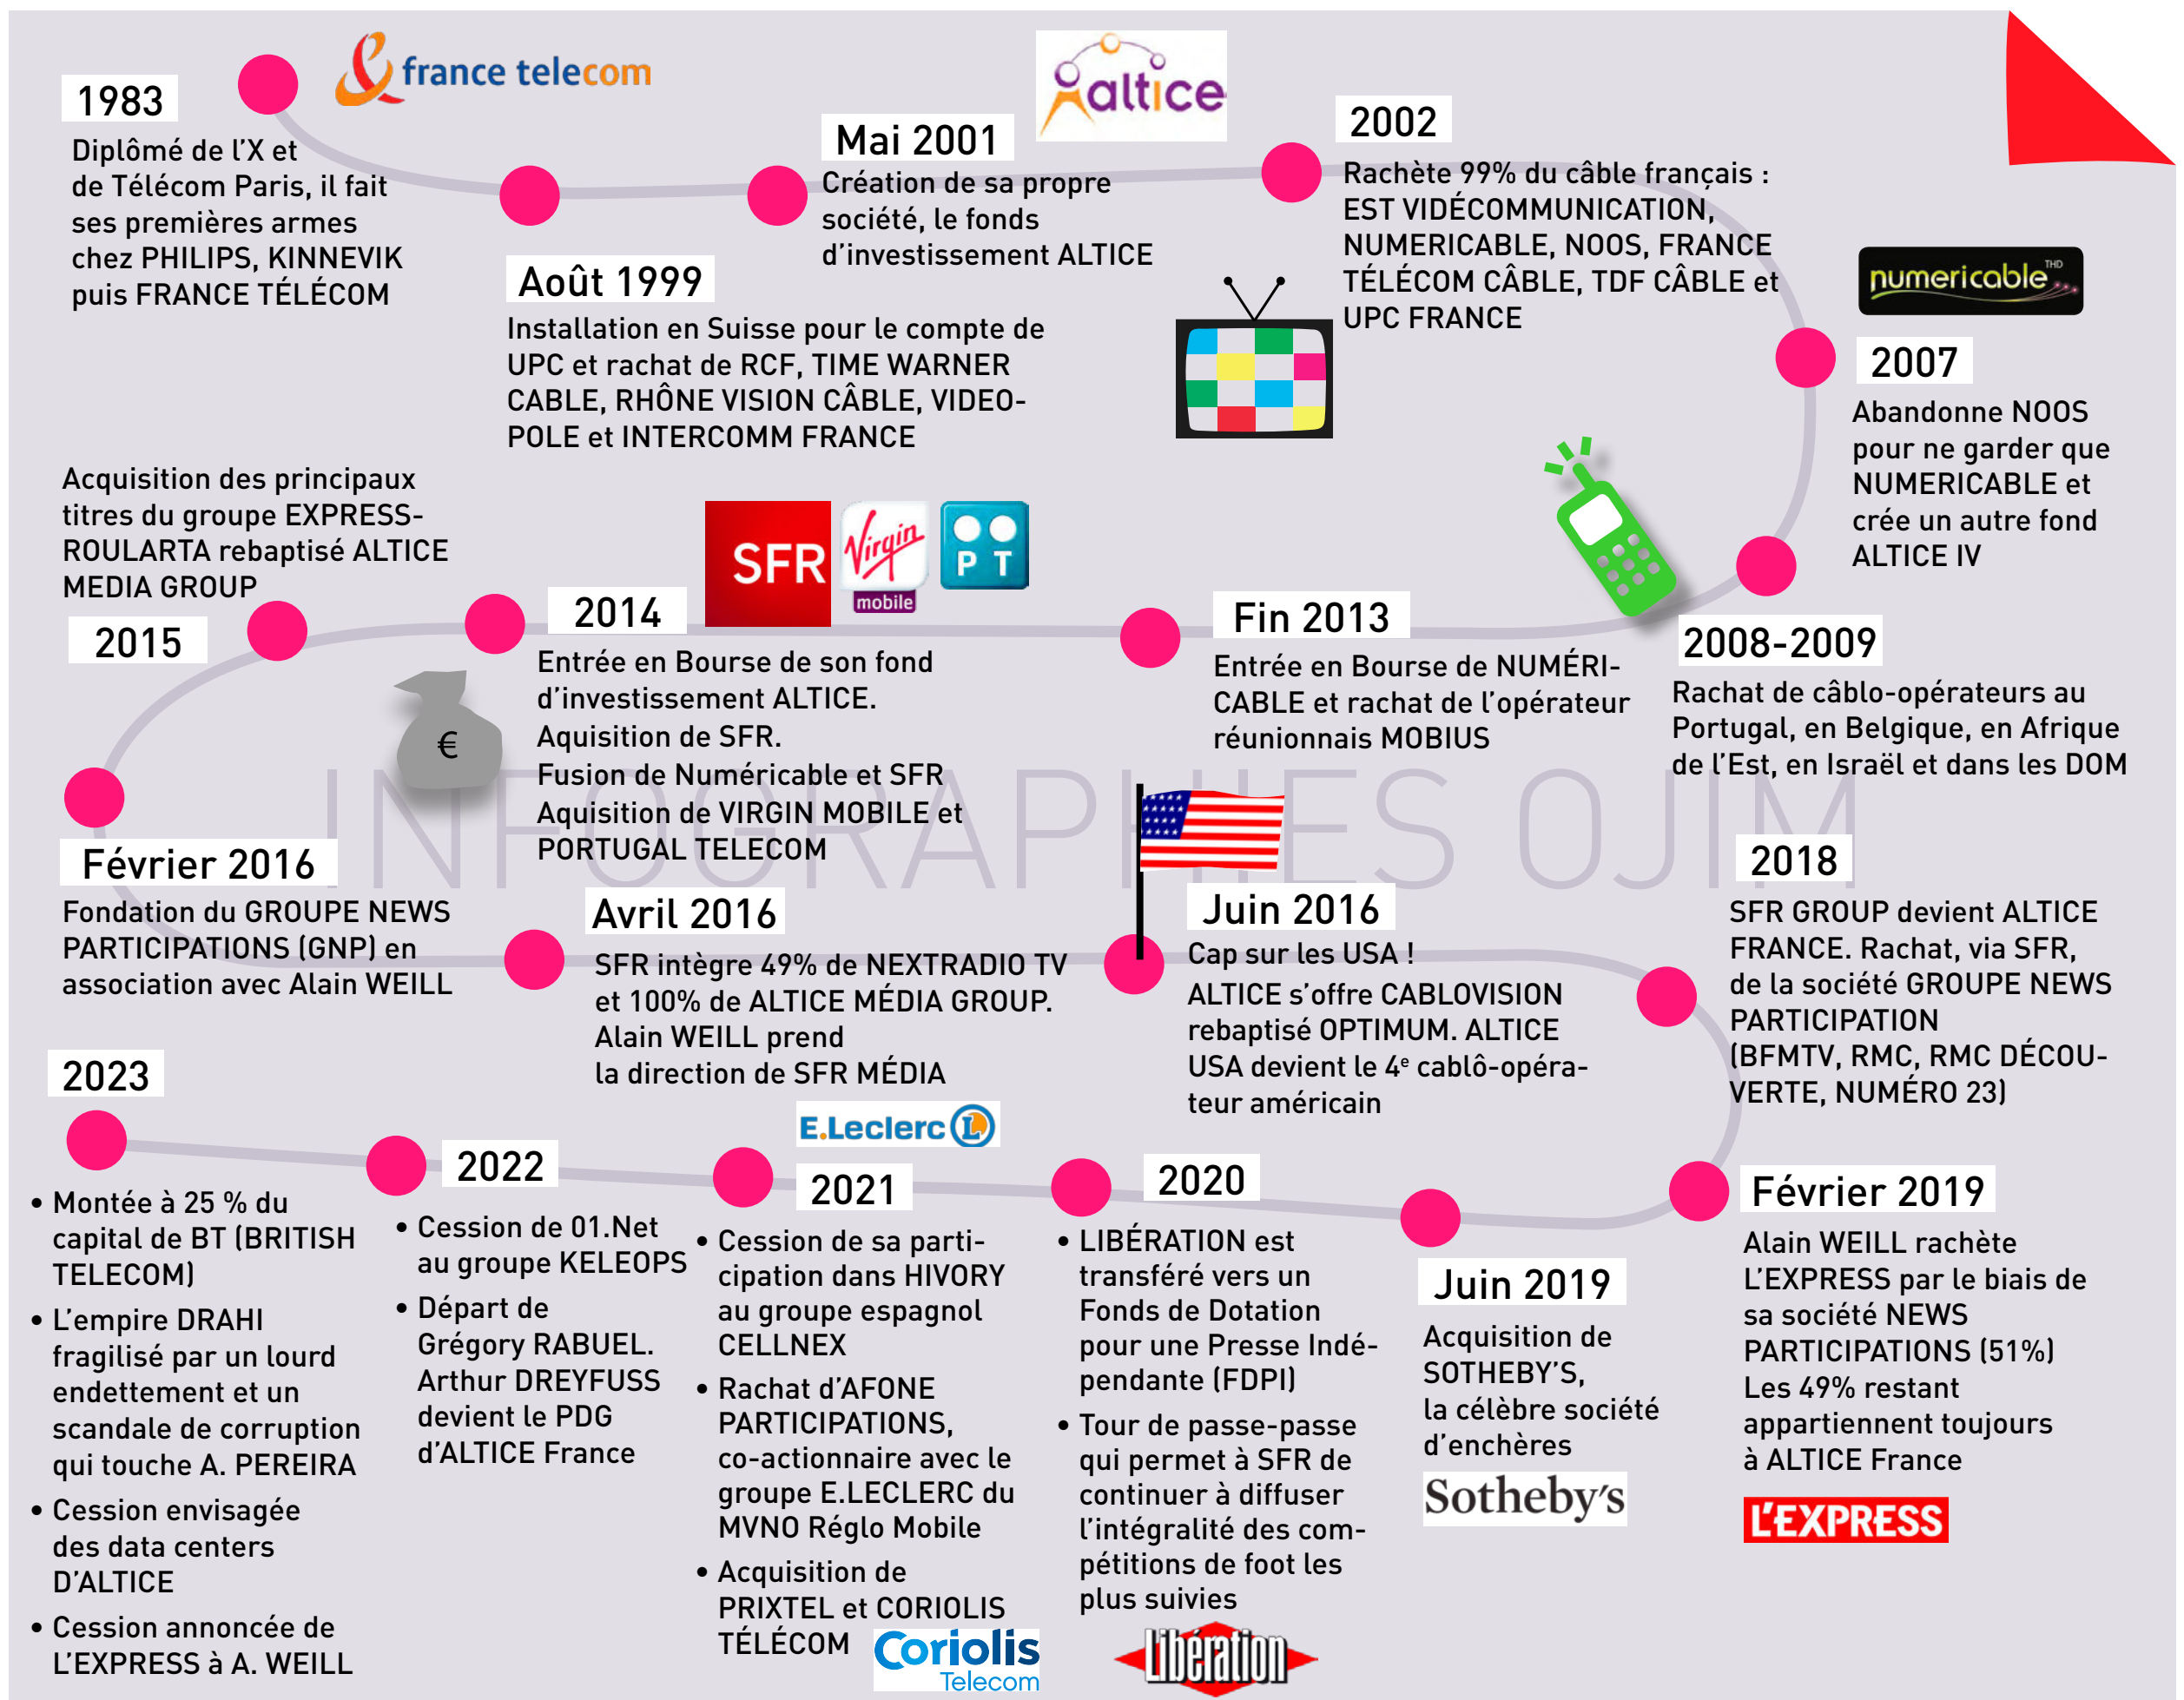 france telecom
1983
Diplômé de l'X et
de Télécom Paris, il fait
ses premières armes
chez PHILIPS, KINNEVIK
puis FRANCE TÉLÉCOM
Août 1999
Installation en Suisse pour le compte de
UPC et rachat de RCF, TIME WARNER
CABLE, RHÔNE VISION CÂBLE, VIDEO-
POLE et INTERCOMM FRANCE
altice
Mai 2001
Création de sa propre
société, le fonds
d'investissement ALTICE
2002
Rachète 99% du câble français :
EST VIDÉCOMMUNICATION,
NUMERICABLE, NOOS, FRANCE
TÉLÉCOM CÂBLE, TDF CÂBLE et
UPC FRANCE
numericable THD
2007
Abandonne NOOS
pour ne garder que
NUMERICABLE et
crée un autre fond
ALTICE IV
2008-2009
Rachat de câblo-opérateurs au
Portugal, en Belgique, en Afrique
de l'Est, en Israël et dans les DOM
Fin 2013
Entrée en Bourse de NUMÉRI-
CABLE et rachat de l'opérateur
réunionnais MOBIUS
SFR
Virgin
mobile
PT
2014
Entrée en Bourse de son fond
d'investissement ALTICE.
Aquisition de SFR.
Fusion de Numéricable et SFR
Aquisition de VIRGIN MOBILE et
PORTUGAL TELECOM
€
Acquisition des principaux
titres du groupe EXPRESS-
ROULARTA rebaptisé ALTICE
MEDIA GROUP
2015
INFOGRAPHIES OJIM
Février 2016
Fondation du GROUPE NEWS
PARTICIPATIONS (GNP) en
association avec Alain WEILL
Avril 2016
SFR intègre 49% de NEXTRADIO TV
et 100% de ALTICE MÉDIA GROUP.
Alain WEILL prend
la direction de SFR MÉDIA
Juin 2016
Cap sur les USA !
ALTICE s'offre CABLOVISION
rebaptisé OPTIMUM. ALTICE
USA devient le 4e cablô-opéra-
teur américain
2018
SFR GROUP devient ALTICE
FRANCE. Rachat, via SFR,
de la société GROUPE NEWS
PARTICIPATION
(BFMTV, RMC, RMC DÉCOU-
VERTE, NUMÉRO 23)
Février 2019
Alain WEILL rachète
L'EXPRESS par le biais de
sa société NEWS
PARTICIPATIONS (51%)
Les 49% restant
appartiennent toujours
à ALTICE France
L'EXPRESS
Juin 2019
Acquisition de
SOTHEBY'S,
la célèbre société
d'enchères
Sotheby's
2020
• LIBÉRATION est
transféré vers un
Fonds de Dotation
pour une Presse Indé-
pendante (FDPI)
• Tour de passe-passe
qui permet à SFR de
continuer à diffuser
l'intégralité des com-
pétitions de foot les
plus suivies
Libération
E.Leclerc L
2021
• Cession de sa parti-
cipation dans HIVORY
au groupe espagnol
CELLNEX
• Rachat d'AFONE
PARTICIPATIONS,
co-actionnaire avec le
groupe E.LECLERC du
MVNO Réglo Mobile
• Acquisition de
PRIXTEL et CORIOLIS
TÉLÉCOM
Coriolis
Telecom
2022
• Cession de 01.Net
au groupe KELEOPS
• Départ de
Grégory RABUEL.
Arthur DREYFUSS
devient le PDG
d'ALTICE France
2023
• Montée à 25 % du
capital de BT (BRITISH
TELECOM)
• L'empire DRAHI
fragilisé par un lourd
endettement et un
scandale de corruption
qui touche A. PEREIRA
• Cession envisagée
des data centers
D'ALTICE
• Cession annoncée de
L'EXPRESS à A. WEILL